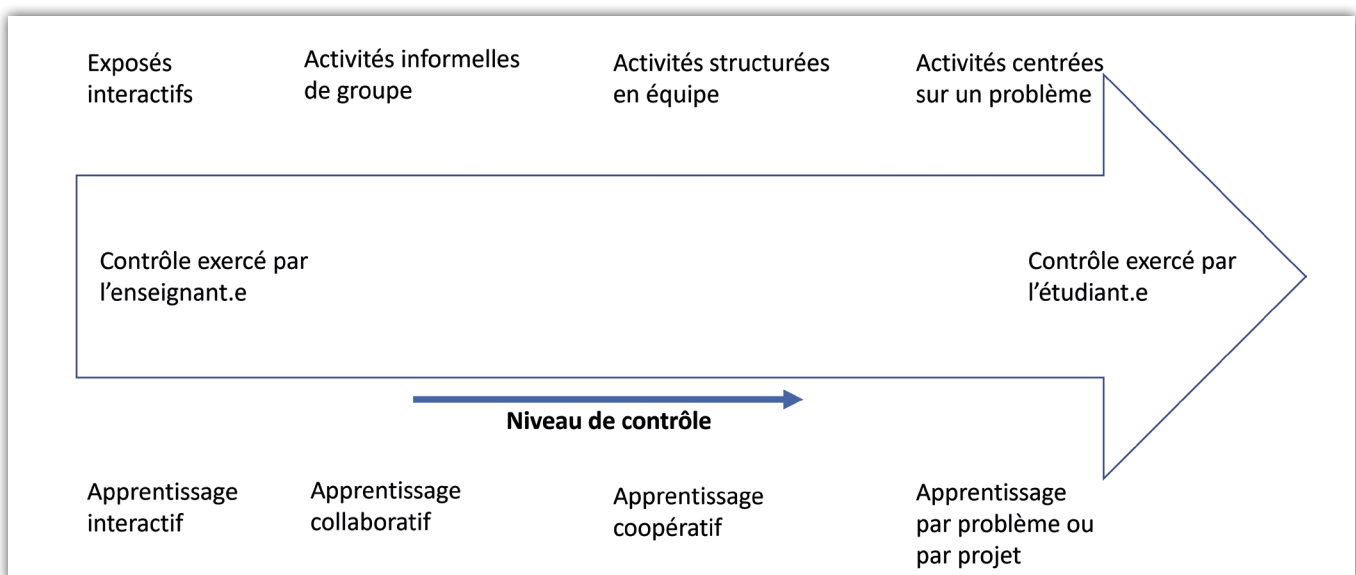 Exposés
interactifs
Activités informelles
de groupe
Activités structurées
en équipe
Activités centrées
sur un problème
Contrôle exercé par
l’enseignant.e
Contrôle exercé par
l’étudiant.e
Niveau de contrôle
Apprentissage
interactif
Apprentissage
collaboratif
Apprentissage
coopératif
Apprentissage
par problème ou
par projet